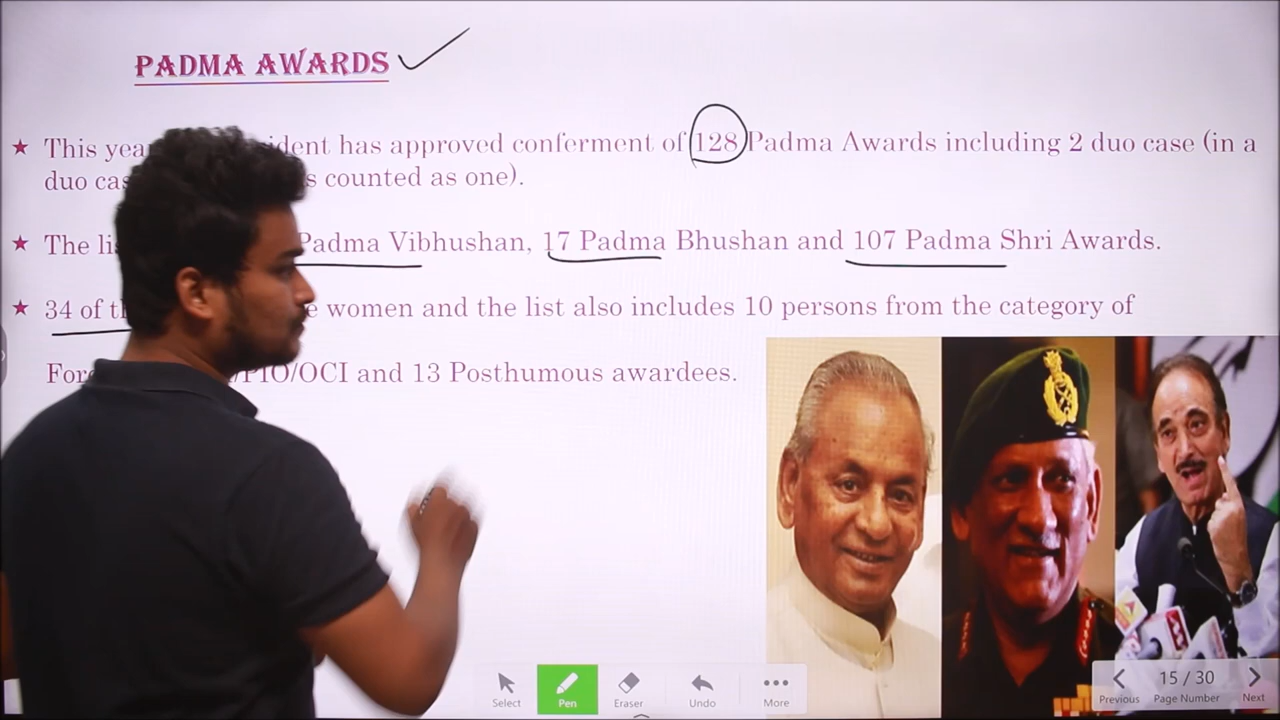 PADMA AWARDS
This yea ident has approved conferment of 128 Padma Awards including 2 duo case (in a
duo cas s counted as one).
The li Padma Vibhushan, 17 Padma Bhushan and 107 Padma Shri Awards.
34 of th e women and the list also includes 10 persons from the category of
Fore /PIO/OCI and 13 Posthumous awardees.
Select Pen Eraser Undo More
Previous 15 / 30 Page Number Next